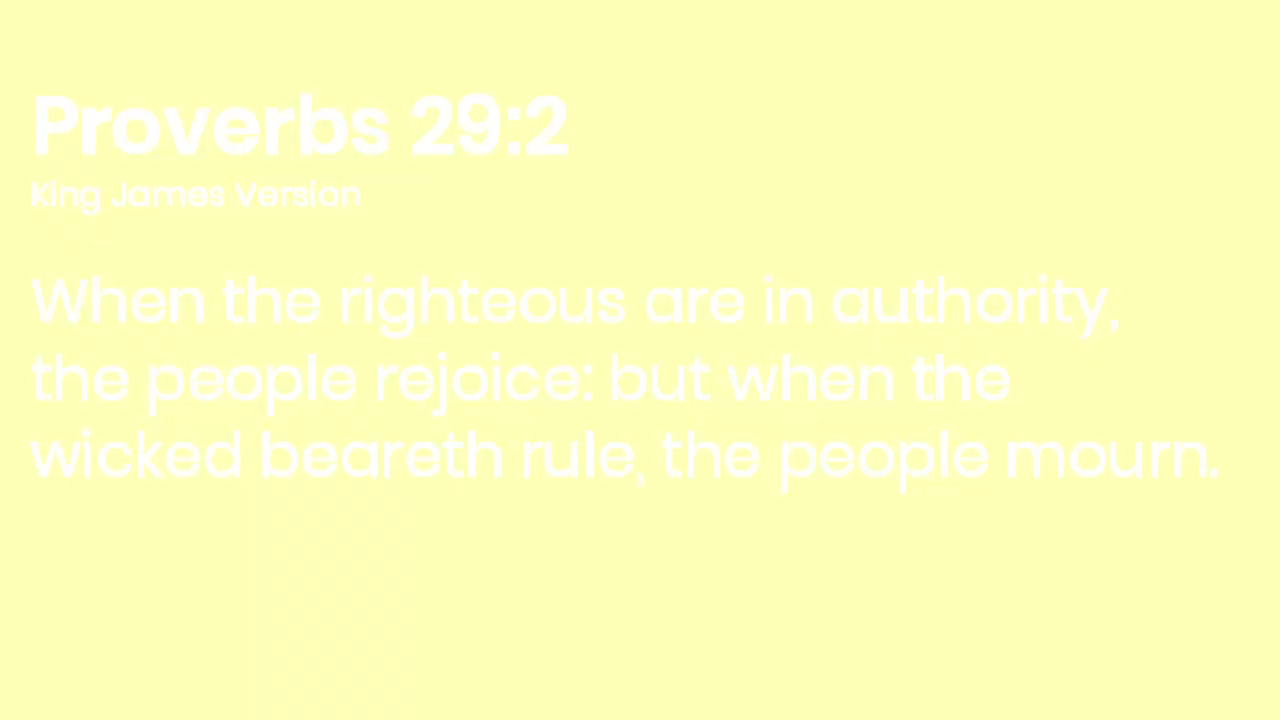 Proverbs 29:2
King James Version
When the righteous are in authority,
the people rejoice: but when the
wicked beareth rule, the people mourn.